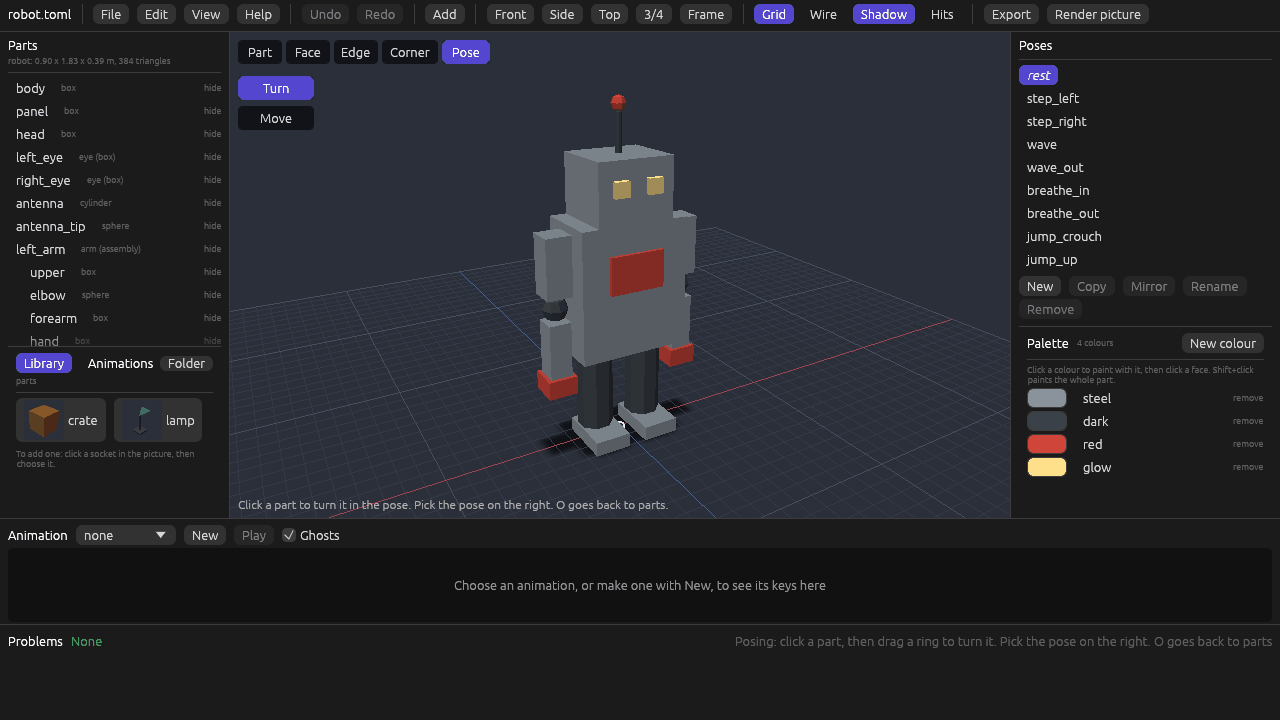 robot.toml File Edit View Help Undo Redo Add Front Side Top 3/4 Frame Grid Wire Shadow Hits Export Render picture
Parts
robot: 0.90 x 1.83 x 0.39 m, 384 triangles
body box hide
panel box hide
head box hide
left_eye eye (box) hide
right_eye eye (box) hide
antenna cylinder hide
antenna_tip sphere hide
left_arm arm (assembly) hide
upper box hide
elbow sphere hide
forearm box hide
hand box hide
Library Animations Folder
parts
crate lamp
To add one: click a socket in the picture, then
choose it.
Part Face Edge Corner Pose
Turn
Move
Click a part to turn it in the pose. Pick the pose on the right. O goes back to parts.
Poses
rest
step_left
step_right
wave
wave_out
breathe_in
breathe_out
jump_crouch
jump_up
New Copy Mirror Rename
Remove
Palette 4 colours New colour
Click a colour to paint with it, then click a face. Shift+click
paints the whole part.
steel remove
dark remove
red remove
glow remove
Animation none New Play Ghosts
Choose an animation, or make one with New, to see its keys here
Problems None
Posing: click a part, then drag a ring to turn it. Pick the pose on the right. O goes back to parts